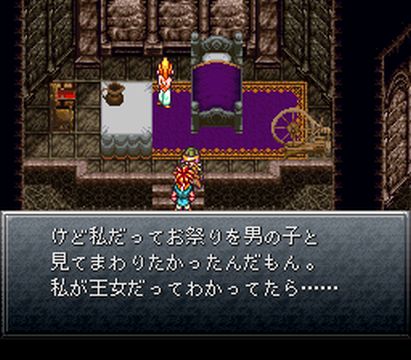 けど私だってお祭りを男の子と
見てまわりたかったんだもん。
私が王女だってわかってたら……